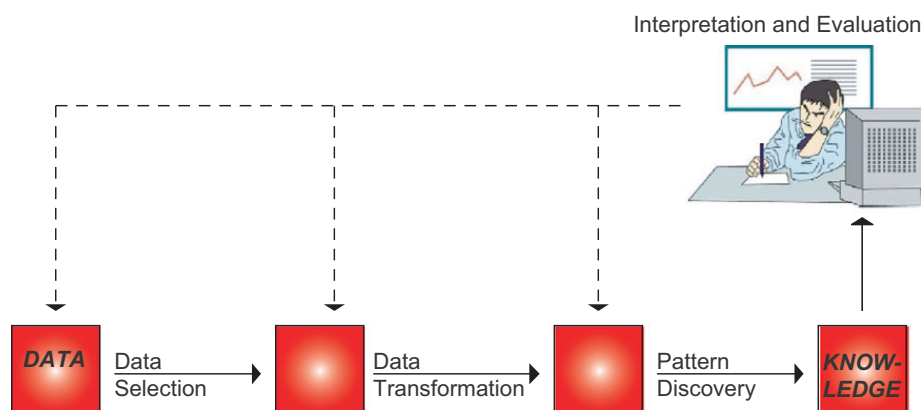 Interpretation and Evaluation
DATA
Data
Selection
Data
Transformation
Pattern
Discovery
KNOW-
LEDGE